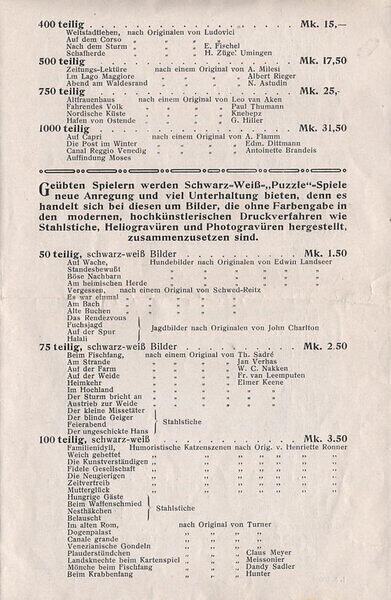 400 teilig . . . . . . . . . . . . . . . Mk. 15,—
Weltstadtleben, nach Originalen von Ludovici
Auf dem Corso „ „ „ „
Nach dem Sturm „ „ „ E. Fischel
Schafherde „ „ „ H. Züge! Umingen
500 teilig . . . . . . . . . . . . . . . Mk. 17,50
Zeitungs-Lektüre nach einem Original v. A. Milesi
Lm Lago Maggiore „ „ „ „ Albert Rieger
Abend am Waldesrand „ „ „ „ N. Astudin
750 teilig . . . . . . . . . . . . . . . Mk. 25,-
Altfrauenhaus nach einem Original von Leo van Aken
Fahrendes Volk „ „ „ „ Paul Thumann
Nordische Küste „ „ „ „ Knebepz
Hafen von Ostende „ „ „ „ G. Hiller
1000 teilig . . . . . . . . . . . . . . . Mk. 31,50
Auf Capri nach einem Original v. A. Flamm
Die Post im Winter „ „ „ „ Edm. Dittmann
Canal Reggio Venedig „ „ „ „ Antoinette Brandeis
Auffindung Moses
Geübten Spielern werden Schwarz-Weiß-„Puzzle“-Spiele
neue Anregung und viel Unterhaltung bieten, denn es
handelt sich bei diesen um Bilder, die ohne Farbengabe in
den modernen, hochkünstlerischen Druckverfahren wie
Stahlstiche, Heliogravüren und Photogravüren hergestellt,
zusammenzusetzen sind.
50 teilig, schwarz-weiß Bilder . . . . . . . . . Mk. 1.50
Auf Wache, Hundebilder nach Originalen von Edwin Landseer
Standesbewußt „ „ „ „ „ „
Böse Nachbarn „ „ „ „ „ „
Am heimischen Herde
Vergessen, nach einem Original von Schwed-Reitz
Es war einmal
Am Bach „ „ „ „
Alte Buchen „ „ „ „
Das Rendezvous
Fuchsjagd
Auf der Spur Jagdbilder nach Originalen von John Charlton
Halali
75 teilig, schwarz-weiß Bilder . . . . . . . . . Mk. 2.50
Beim Fischfang, nach einem Original von Th. Sadré
Am Strande „ „ „ „ Jan Verhas
Auf der Farm „ „ „ „ W. C. Nakken
Auf der Weide „ „ „ „ Fr. van Leemputen
Heimkehr „ „ „ „ Elmer Keene
Im Hochland „ „ „ „ „
Der Sturm bricht an „ „ „ „ „
Austrieb zur Weide „ „ „ „ „
Der kleine Missetäter
Der blinde Geiger
Feierabend Stahlstiche
Der ungeschickte Hans
100 teilig, schwarz-weiß . . . . . . . . . Mk. 3.50
Familienidyll, Humoristische Katzenszenen nach Orig. v. Henriette Ronner
Weich gebettet „ „ „ „ „ „
Die Kunstverständigen „ „ „ „ „ „
Fidele Gesellschaft „ „ „ „ „ „
Die Neugierigen „ „ „ „ „ „
Zeitvertreib „ „ „ „ „ „
Mutterglück „ „ „ „ „ „
Hungrige Gäste
Beim Waffenschmied
Nesthäkchen Stahlstiche
Belauscht
Im alten Rom, nach Original von Turner
Dogenpalast „ „ „ „
Canale grande „ „ „ „
Venezianische Gondeln „ „ „ „
Plauderstündchen „ „ „ Claus Meyer
Landsknechte beim Kartenspiel „ „ „ Meissonier
Mönche beim Fischfang „ „ „ Dandy Sadler
Beim Krabbenfang „ „ „ Hunter